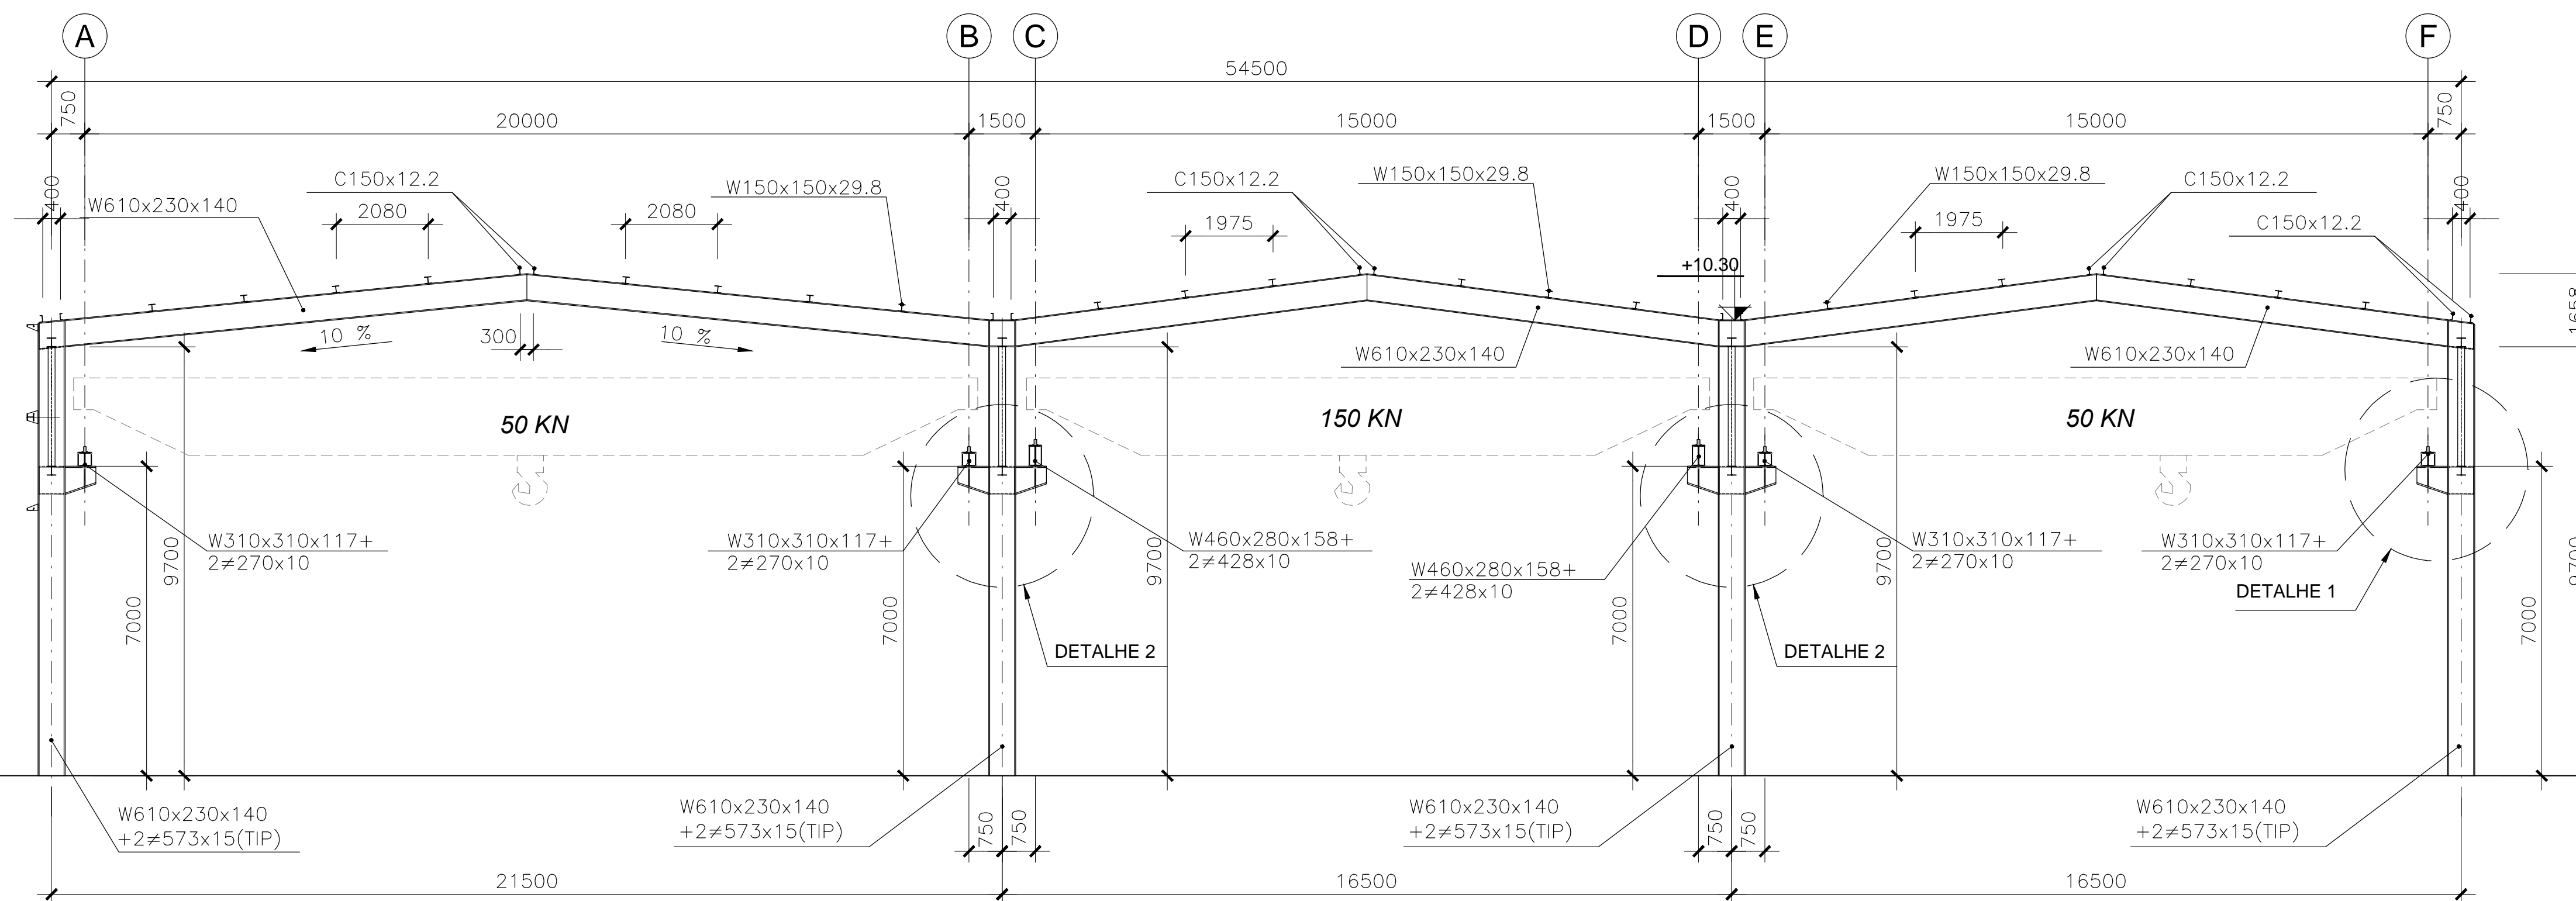 A
B
C
D
E
F
54500
750
20000
1500
15000
1500
15000
750
400
W610x230x140
2080
C150x12.2
2080
W150x150x29.8
400
C150x12.2
1975
W150x150x29.8
400
+10.30
W150x150x29.8
1975
C150x12.2
C150x12.2
400
1658
10 %
300
10 %
W610x230x140
W610x230x140
50 KN
150 KN
50 KN
W310x310x117+
2≠270x10
W310x310x117+
2≠270x10
W460x280x158+
2≠428x10
W460x280x158+
2≠428x10
W310x310x117+
2≠270x10
W310x310x117+
2≠270x10
7000
9700
7000
9700
7000
9700
7000
9700
DETALHE 2
DETALHE 2
DETALHE 1
W610x230x140
+2≠573x15(TIP)
W610x230x140
+2≠573x15(TIP)
W610x230x140
+2≠573x15(TIP)
W610x230x140
+2≠573x15(TIP)
750
750
750
750
21500
16500
16500